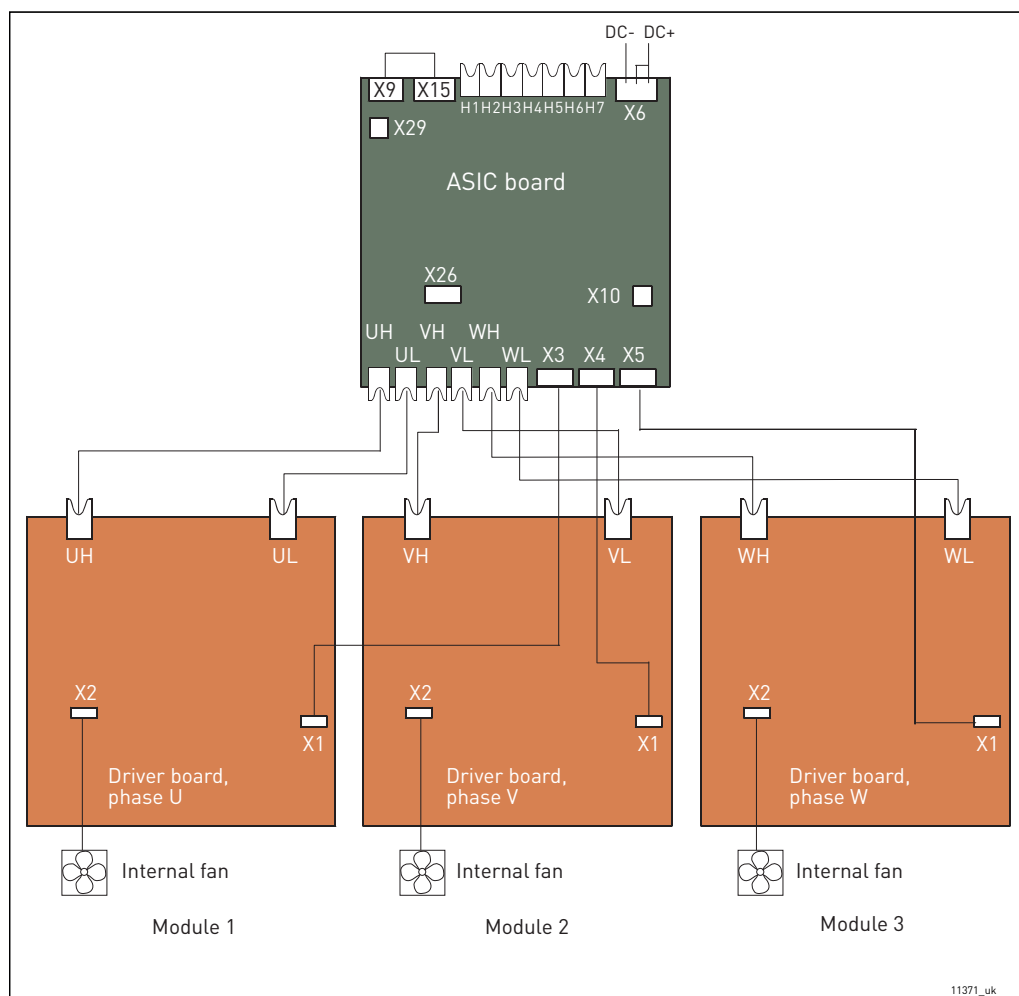 DC- DC+
X9 X15
H1 H2 H3 H4 H5 H6 H7
X6
X29
ASIC board
X26
X10
UH VH WH
UL VL WL X3 X4 X5
UH UL VH VL WH WL
X2 X2 X2
X1 X1 X1
Driver board,
phase U
Driver board,
phase V
Driver board,
phase W
Internal fan Internal fan Internal fan
Module 1 Module 2 Module 3
11371_uk